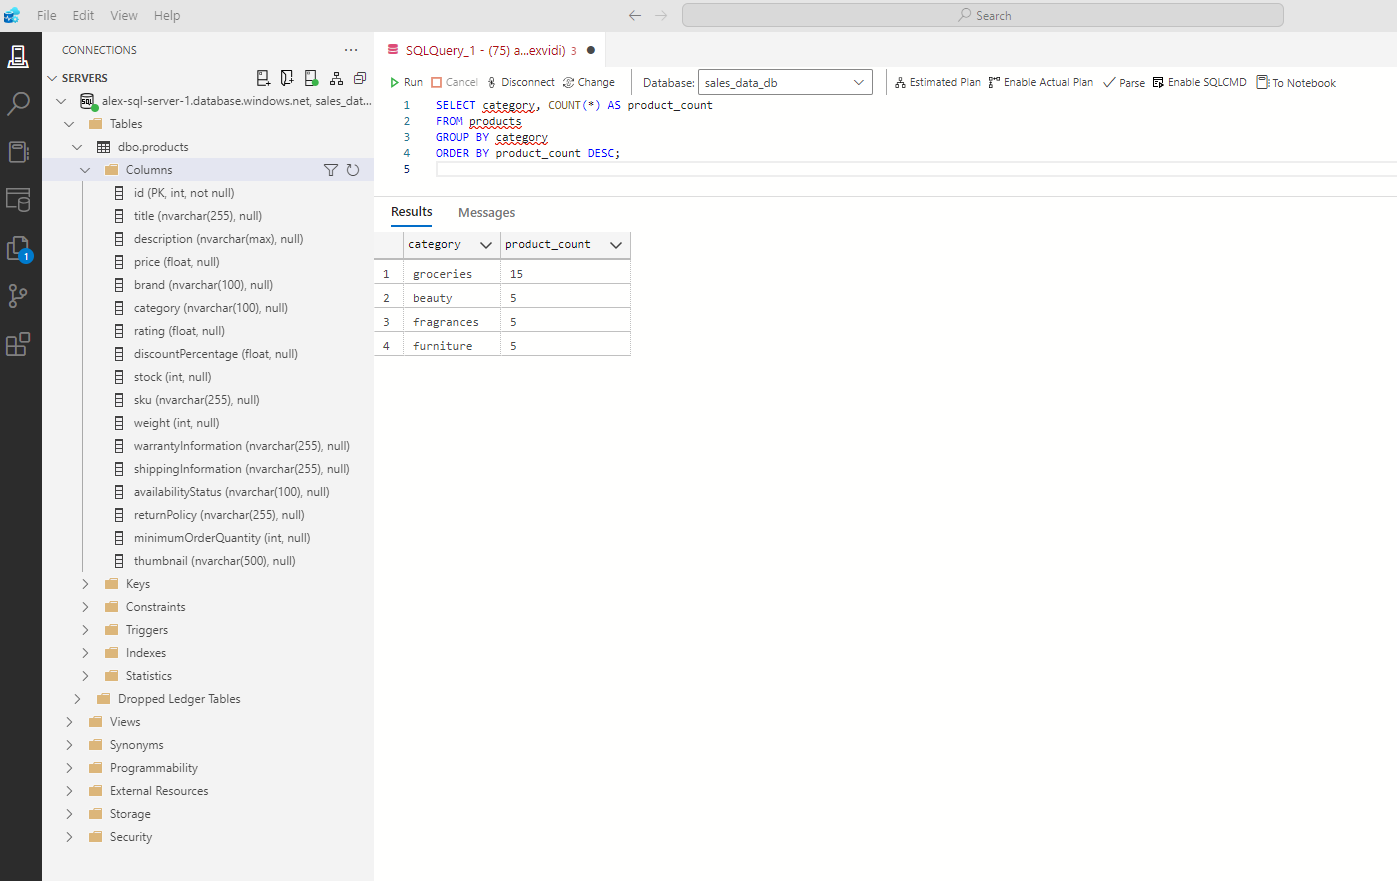 File Edit View Help
Search
CONNECTIONS
SERVERS
alex-sql-server-1.database.windows.net, sales_dat...
Tables
dbo.products
Columns
id (PK, int, not null)
title (nvarchar(255), null)
description (nvarchar(max), null)
price (float, null)
brand (nvarchar(100), null)
category (nvarchar(100), null)
rating (float, null)
discountPercentage (float, null)
stock (int, null)
sku (nvarchar(255), null)
weight (int, null)
warrantyInformation (nvarchar(255), null)
shippingInformation (nvarchar(255), null)
availabilityStatus (nvarchar(100), null)
returnPolicy (nvarchar(255), null)
minimumOrderQuantity (int, null)
thumbnail (nvarchar(500), null)
Keys
Constraints
Triggers
Indexes
Statistics
Dropped Ledger Tables
Views
Synonyms
Programmability
External Resources
Storage
Security
1
SQL
SQLQuery_1 - (75) a...exvidi) 3
Run Cancel Disconnect Change Database: sales_data_db Estimated Plan Enable Actual Plan Parse Enable SQLCMD To Notebook
1 SELECT category, COUNT(*) AS product_count
2 FROM products
3 GROUP BY category
4 ORDER BY product_count DESC;
5
Results Messages
category product_count
1 groceries 15
2 beauty 5
3 fragrances 5
4 furniture 5